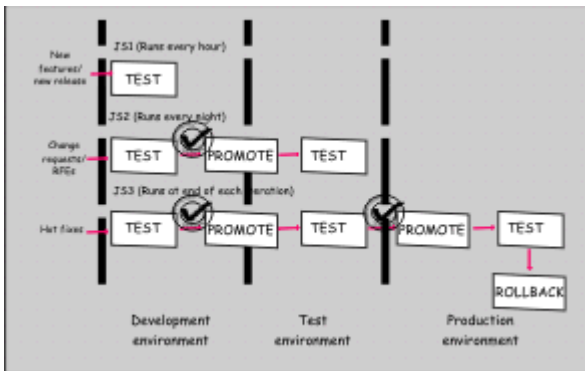 JS1 (Runs every hour)
New
features/
new release
TEST
JS2 (Runs every night)
Change
requests/
RFEs
TEST
PROMOTE
TEST
JS3 (Runs at end of each iteration)
Hot fixes
TEST
PROMOTE
TEST
PROMOTE
TEST
ROLLBACK
Development
environment
Test
environment
Production
environment